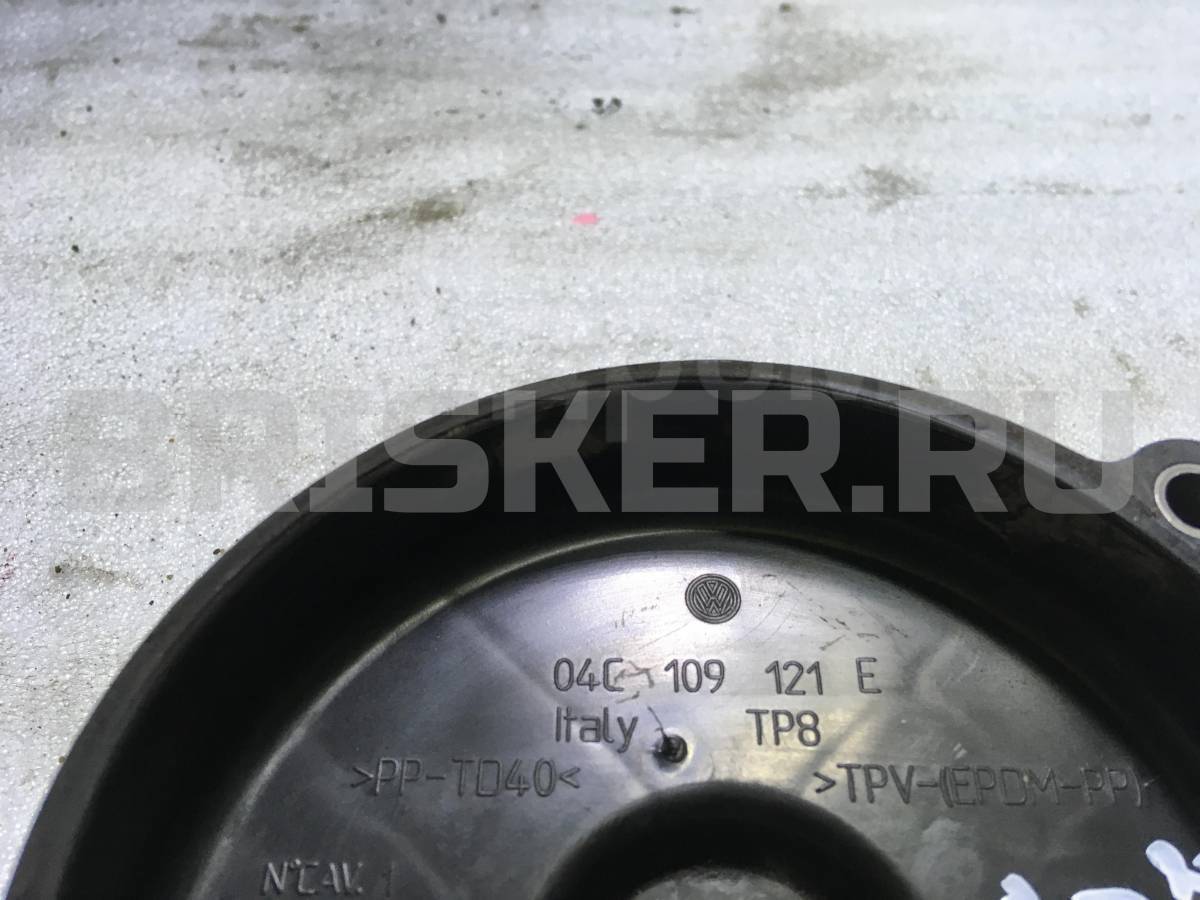 BRISKER.RU
04C 109 121 E
Italy TP8
>PP-TD40< >TPV-(EPDM-PP)<
N°CAV. 1